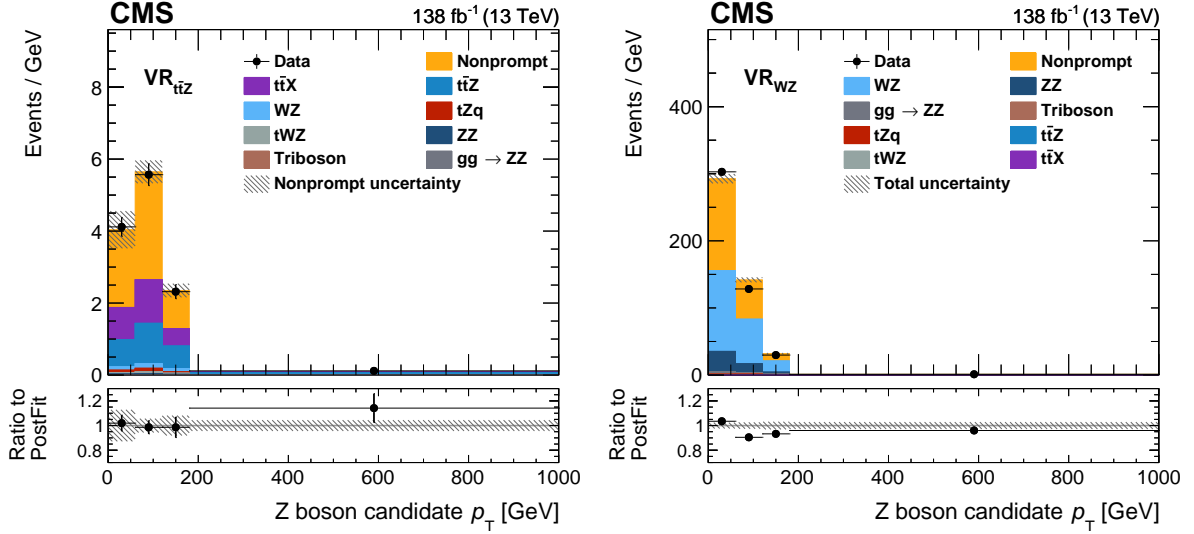 CMS 138 fb⁻¹ (13 TeV)
Events / GeV
VR_tt̄Z
Data
Nonprompt
tt̄X
tt̄Z
WZ
tZq
tWZ
ZZ
Triboson
gg → ZZ
Nonprompt uncertainty
8
6
4
2
0
Ratio to
PostFit
1.2
1
0.8
0 200 400 600 800 1000
Z boson candidate p_T [GeV]
CMS 138 fb⁻¹ (13 TeV)
Events / GeV
VR_WZ
Data
Nonprompt
WZ
ZZ
gg → ZZ
Triboson
tZq
tt̄Z
tWZ
tt̄X
Total uncertainty
400
200
0
Ratio to
PostFit
1.2
1
0.8
0 200 400 600 800 1000
Z boson candidate p_T [GeV]